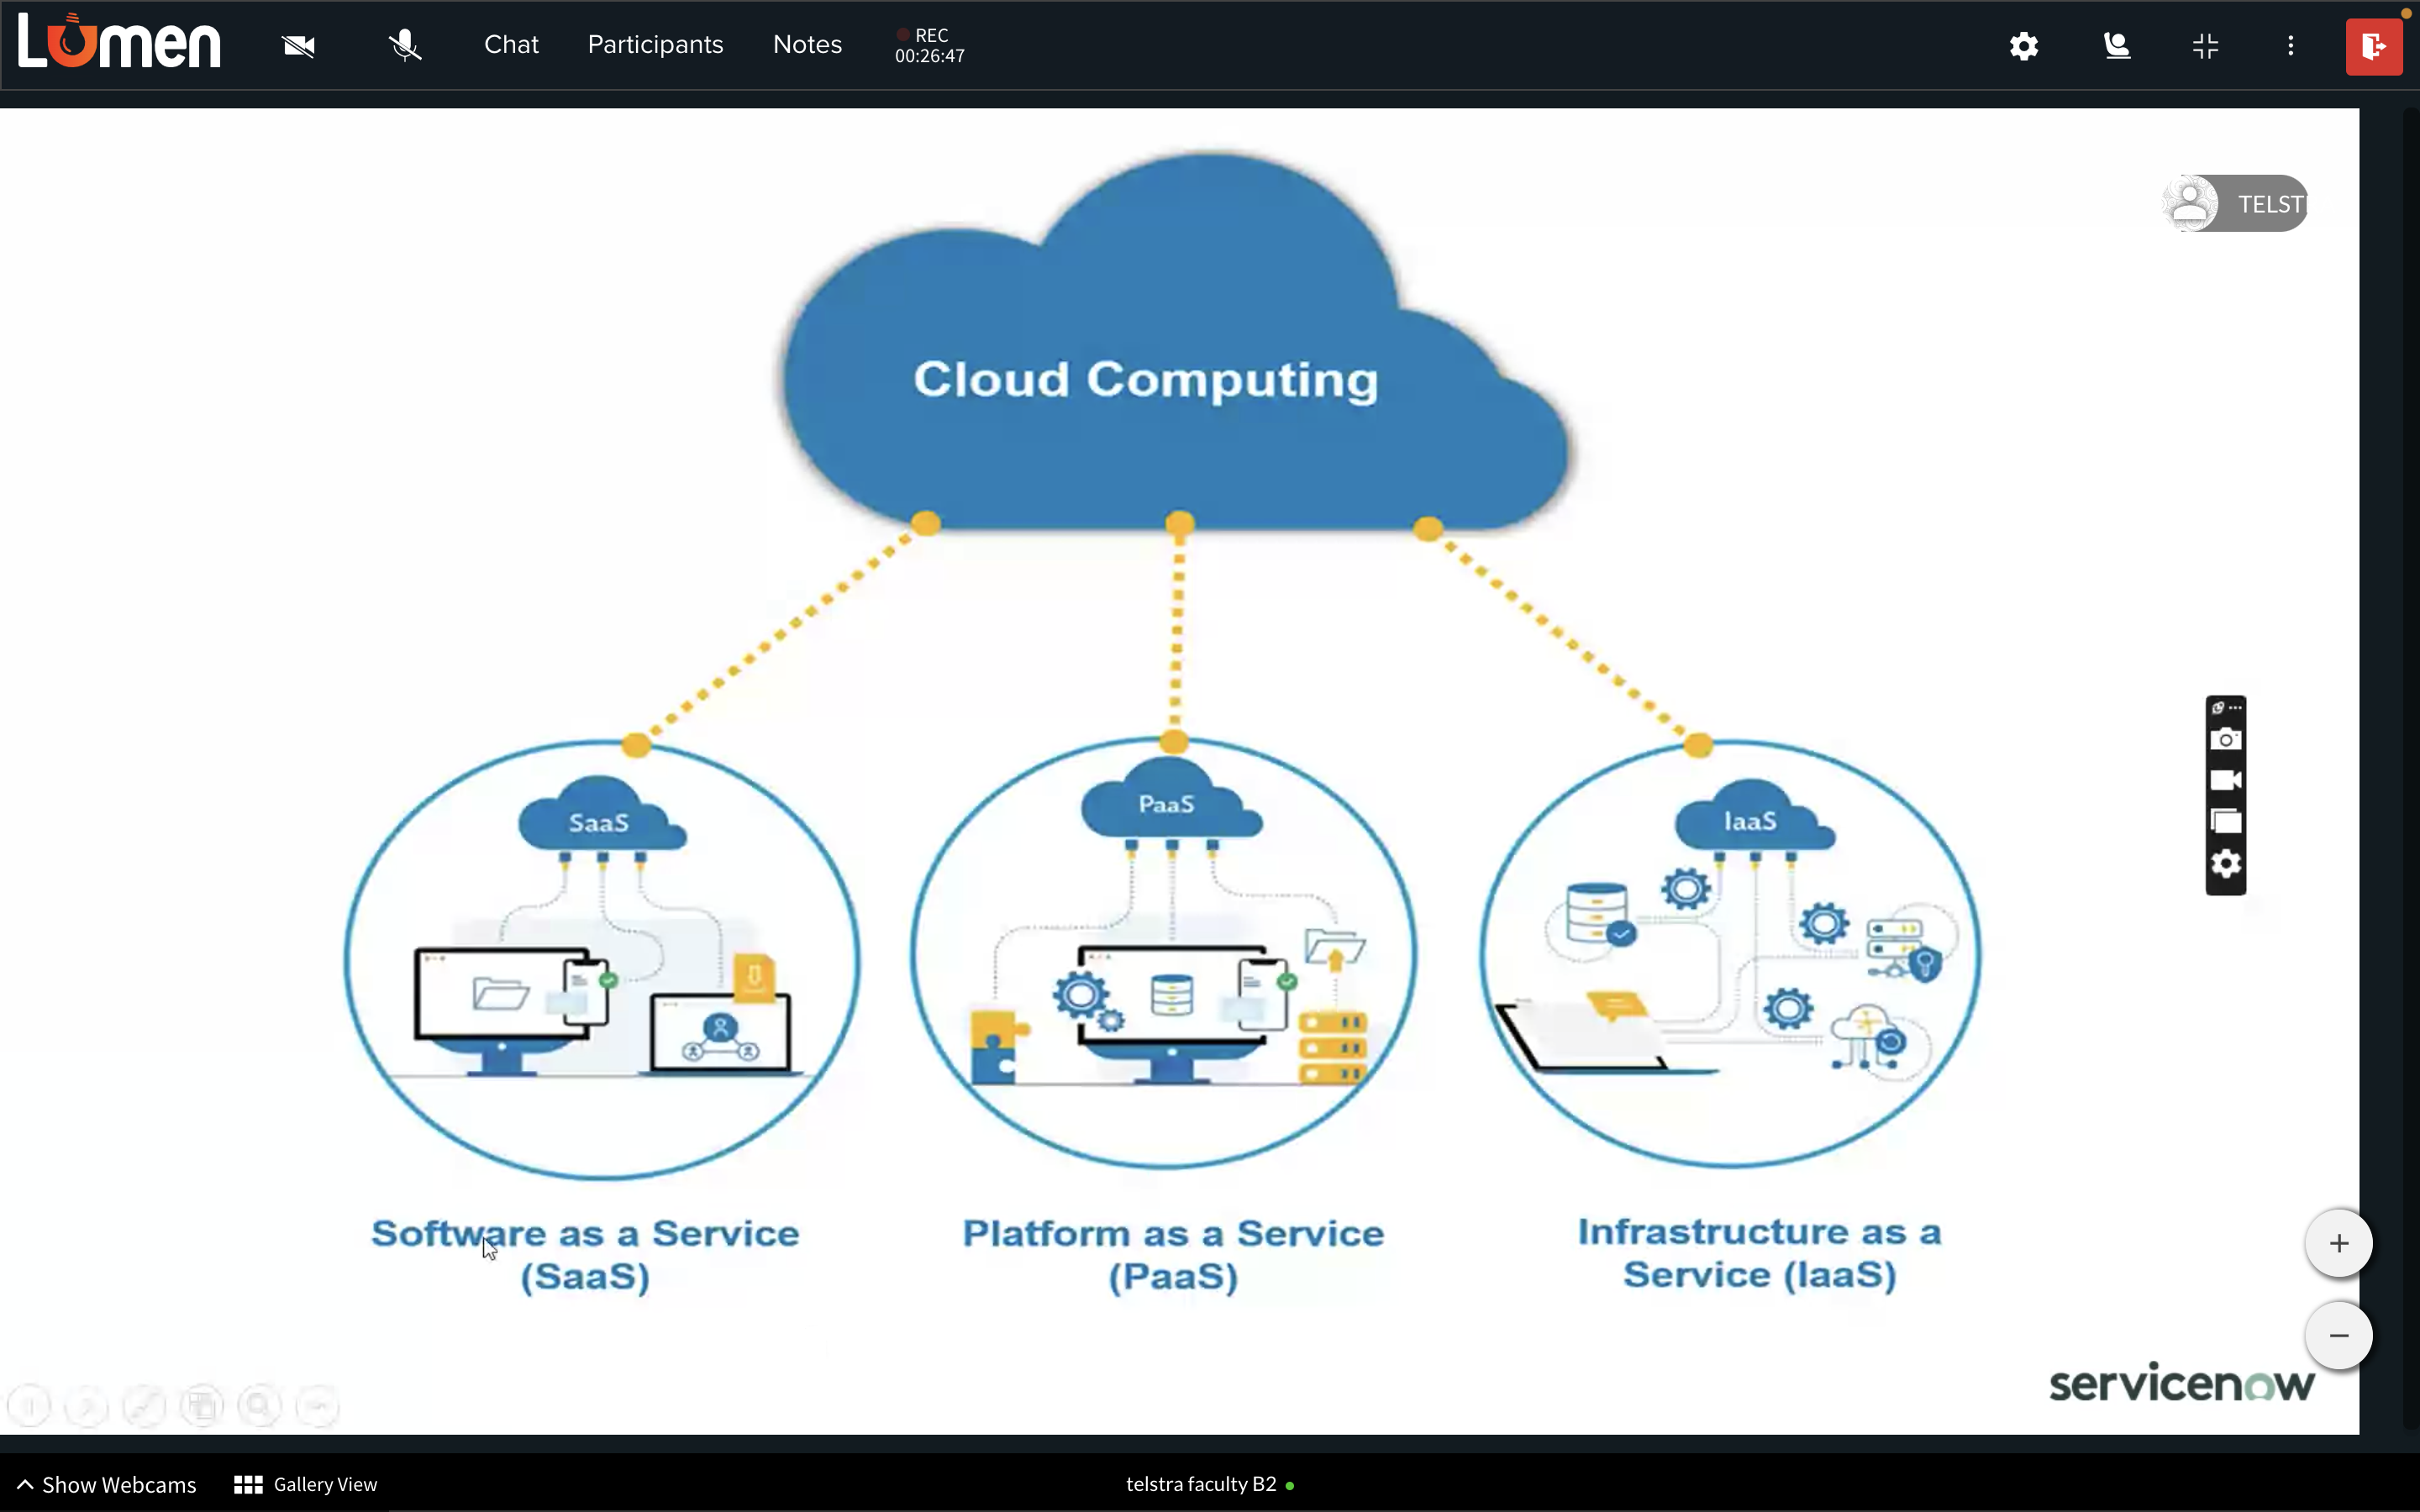 Lumen
Chat
Participants
Notes
REC
00:26:47
TELST
Cloud Computing
SaaS
PaaS
IaaS
Software as a Service
(SaaS)
Platform as a Service
(PaaS)
Infrastructure as a
Service (IaaS)
servicenow
Show Webcams
Gallery View
telstra faculty B2